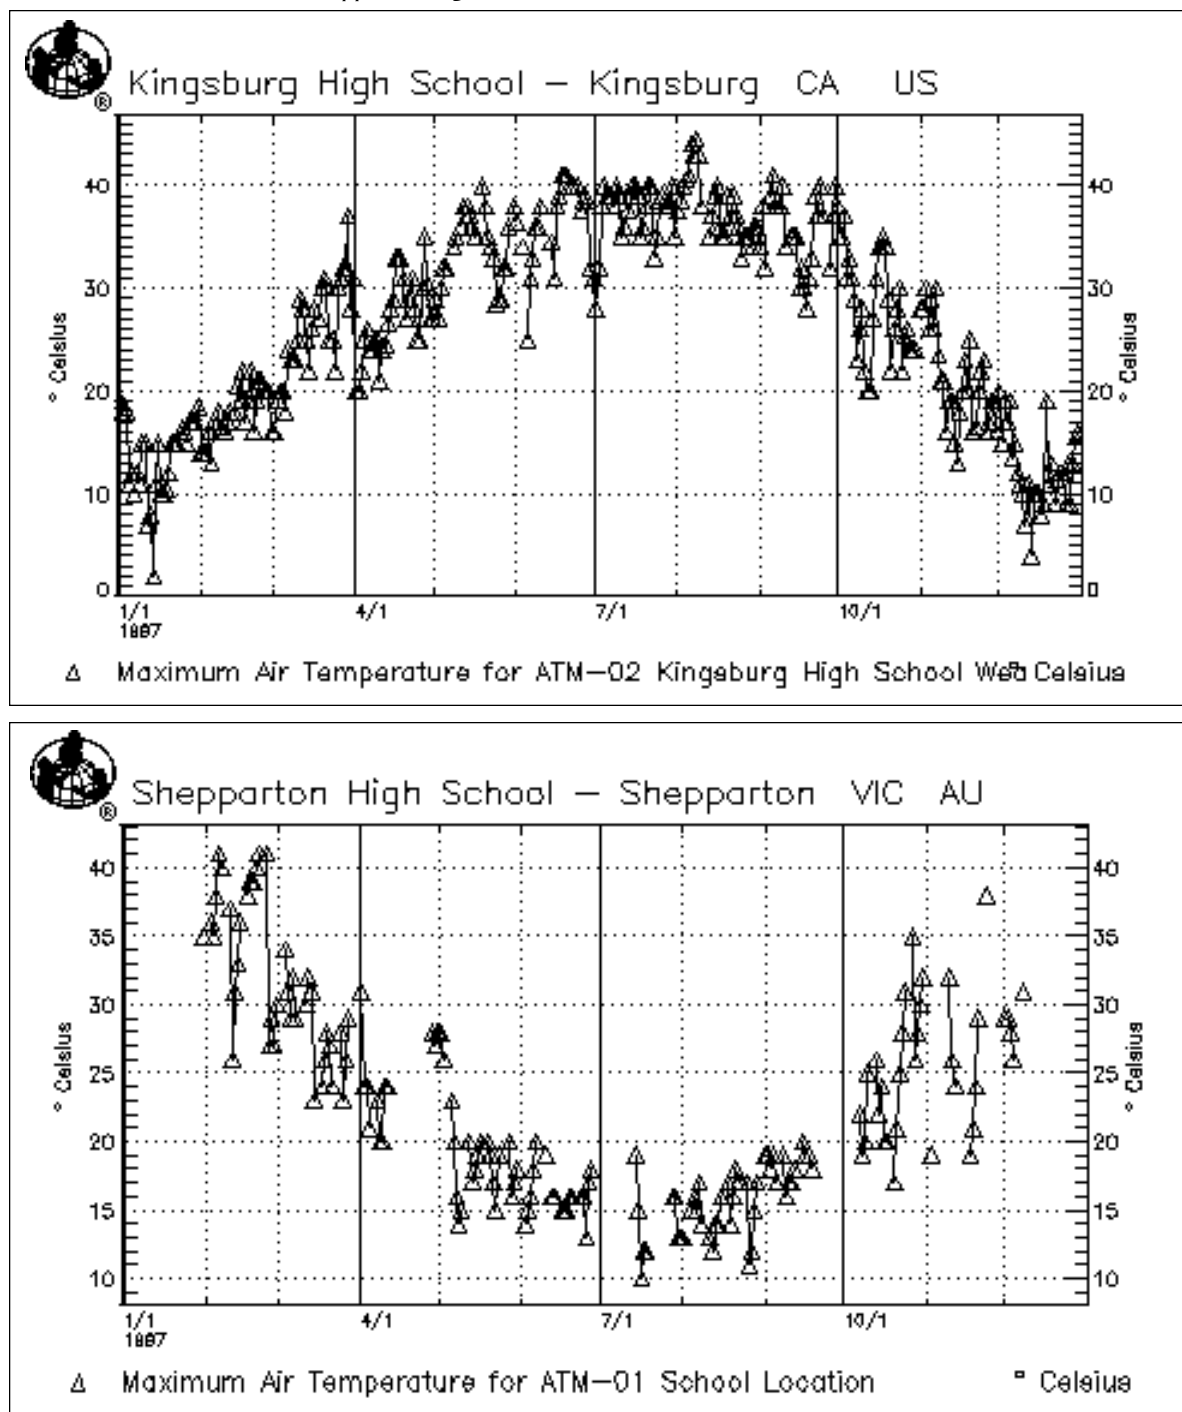 ®
Kingsburg High School – Kingsburg CA US
40 40
30 30
° Celsius ° Celsius
20 20
10 10
0 0
1/1 4/1 7/1 10/1
1997
△ Maximum Air Temperature for ATM–02 Kingsburg High School Celsius
®
Shepparton High School – Shepparton VIC AU
40 40
35 35
30 30
° Celsius ° Celsius
25 25
20 20
15 15
10 10
1/1 4/1 7/1 10/1
1997
△ Maximum Air Temperature for ATM–01 School Location ° Celsius